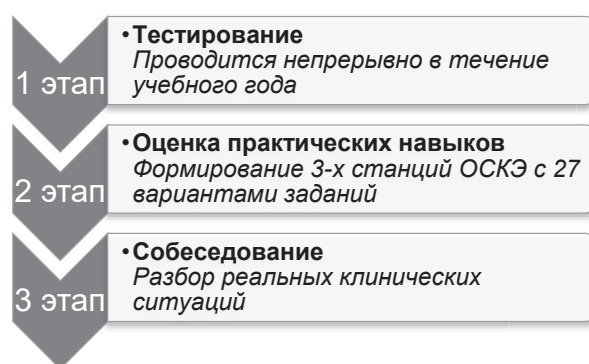 1 этап
•Тестирование
Проводится непрерывно в течение
учебного года
2 этап
•Оценка практических навыков
Формирование 3-х станций ОСКЭ с 27
вариантами заданий
3 этап
•Собеседование
Разбор реальных клинических
ситуаций